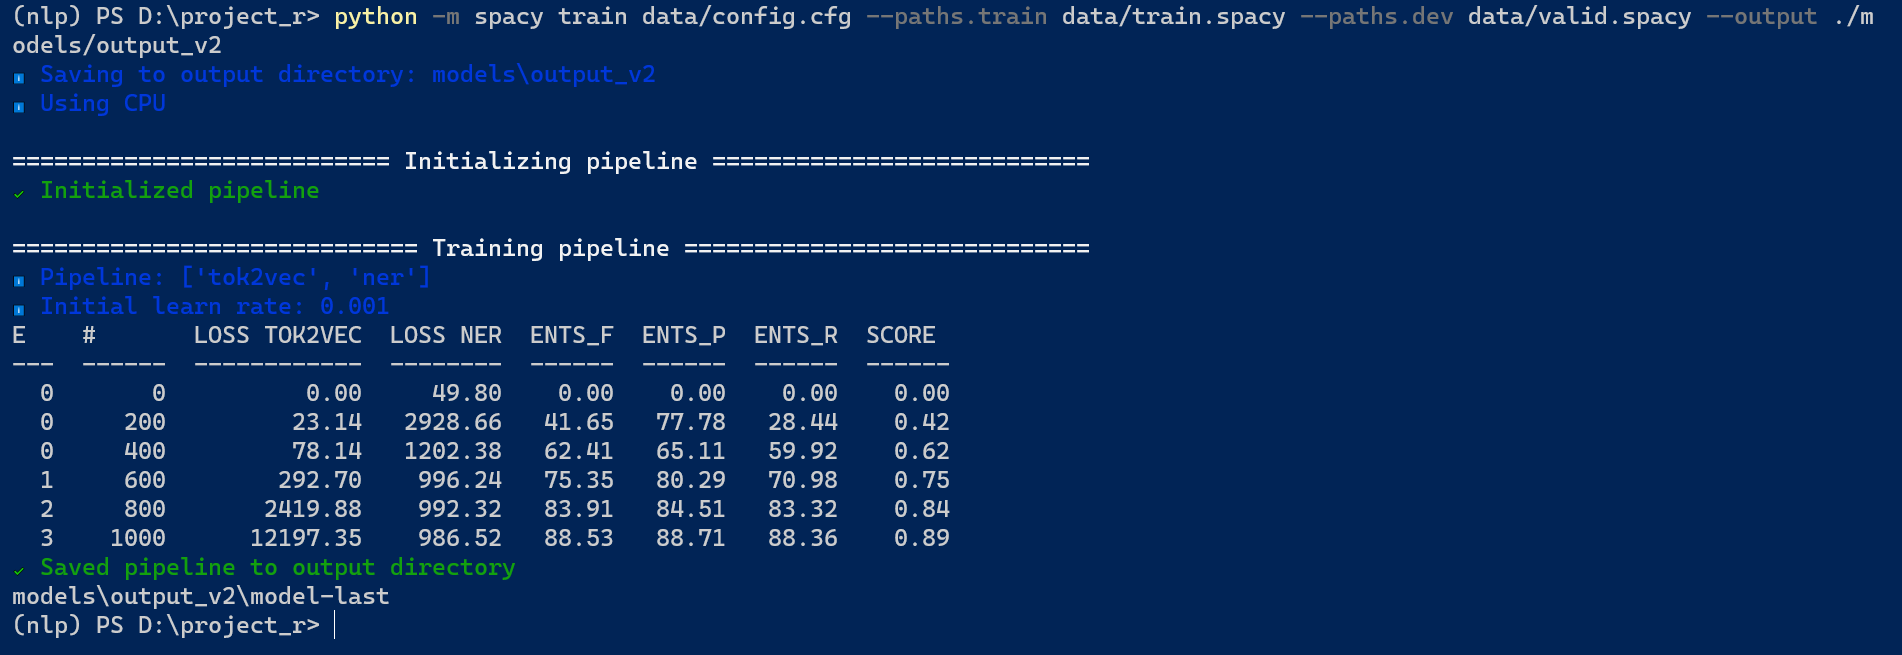 (nlp) PS D:\project_r> python -m spacy train data/config.cfg --paths.train data/train.spacy --paths.dev data/valid.spacy --output ./m
odels/output_v2
i Saving to output directory: models\output_v2
i Using CPU
=========================== Initializing pipeline ===========================
✓ Initialized pipeline
============================= Training pipeline =============================
i Pipeline: ['tok2vec', 'ner']
i Initial learn rate: 0.001
E    #       LOSS TOK2VEC  LOSS NER  ENTS_F  ENTS_P  ENTS_R  SCORE
---  ------  ------------  --------  ------  ------  ------  ------
  0       0          0.00     49.80    0.00    0.00    0.00    0.00
  0     200         23.14   2928.66   41.65   77.78   28.44    0.42
  0     400         78.14   1202.38   62.41   65.11   59.92    0.62
  1     600        292.70    996.24   75.35   80.29   70.98    0.75
  2     800       2419.88    992.32   83.91   84.51   83.32    0.84
  3    1000      12197.35    986.52   88.53   88.71   88.36    0.89
✓ Saved pipeline to output directory
models\output_v2\model-last
(nlp) PS D:\project_r>